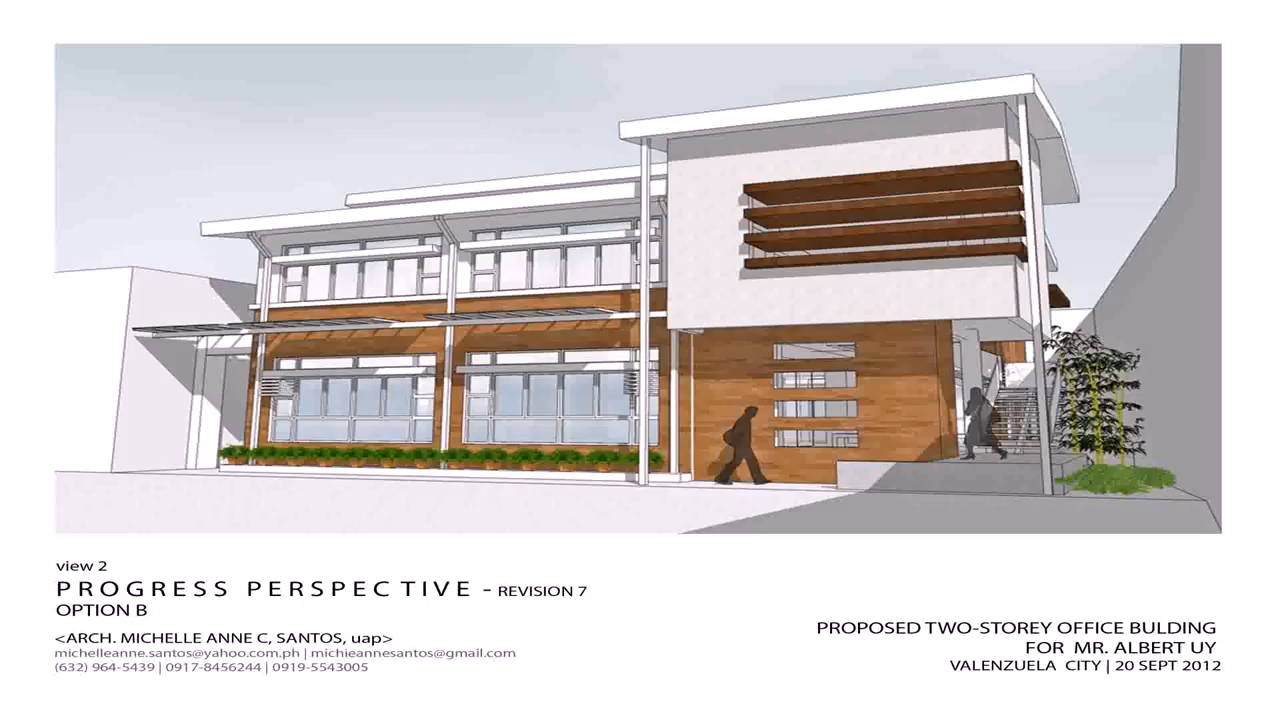 view 2
PROGRESS PERSPECTIVE - REVISION 7
OPTION B
<ARCH. MICHELLE ANNE C, SANTOS, uap>
michelleanne.santos@yahoo.com.ph | michieannesantos@gmail.com
(632) 964-5439 | 0917-8456244 | 0919-5543005
PROPOSED TWO-STOREY OFFICE BULDING
FOR MR. ALBERT UY
VALENZUELA CITY | 20 SEPT 2012